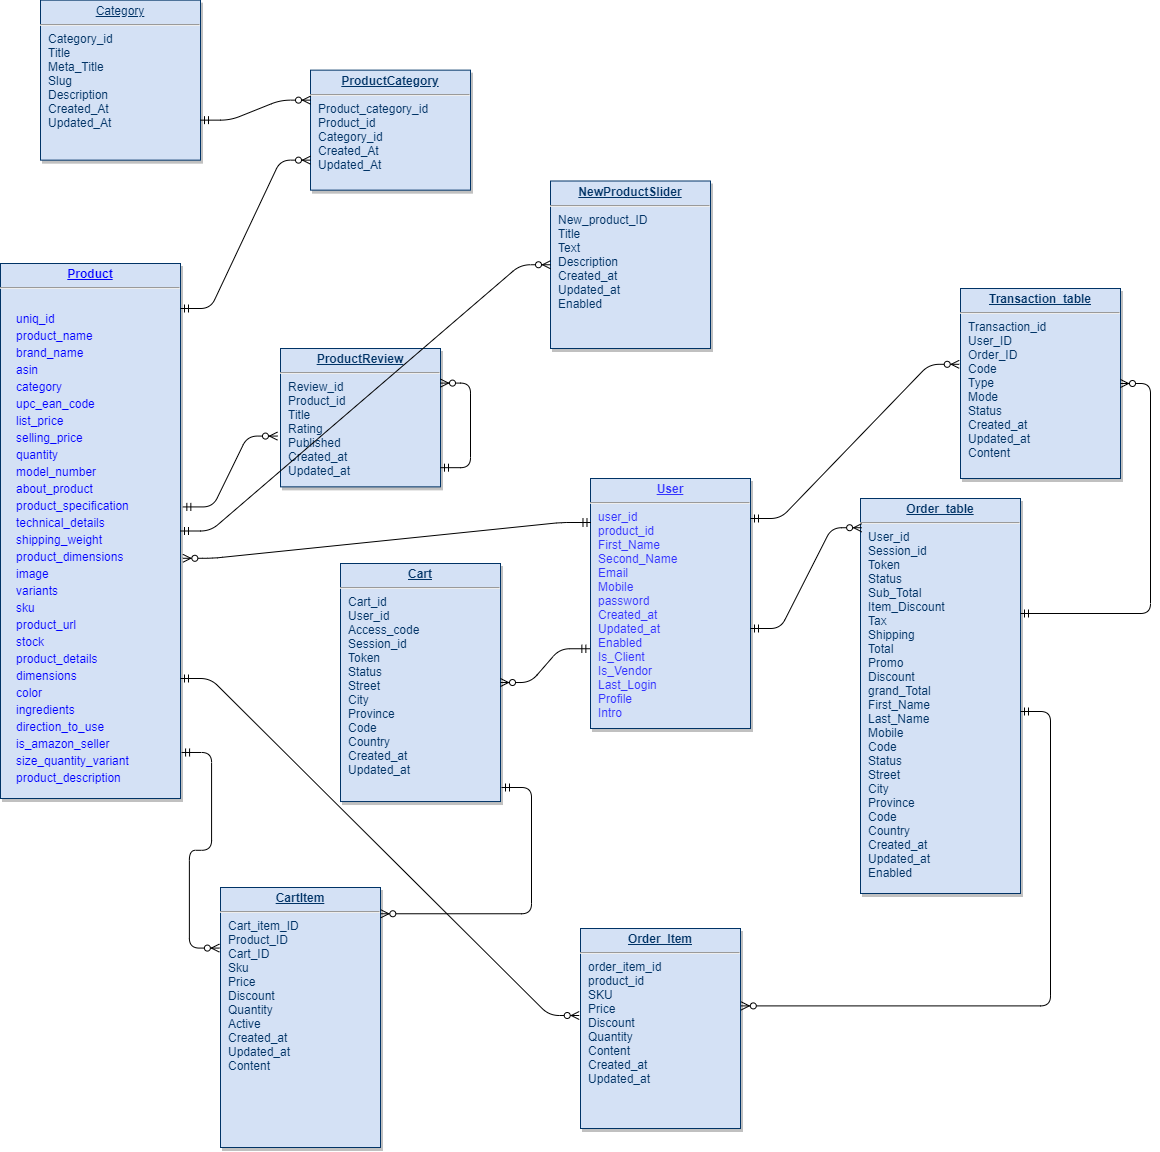 Category
Category_id
Title
Meta_Title
Slug
Description
Created_At
Updated_At
ProductCategory
Product_category_id
Product_id
Category_id
Created_At
Updated_At
NewProductSlider
New_product_ID
Title
Text
Description
Created_at
Updated_at
Enabled
Product
uniq_id
product_name
brand_name
asin
category
upc_ean_code
list_price
selling_price
quantity
model_number
about_product
product_specification
technical_details
shipping_weight
product_dimensions
image
variants
sku
product_url
stock
product_details
dimensions
color
ingredients
direction_to_use
is_amazon_seller
size_quantity_variant
product_description
ProductReview
Review_id
Product_id
Title
Rating
Published
Created_at
Updated_at
Transaction_table
Transaction_id
User_ID
Order_ID
Code
Type
Mode
Status
Created_at
Updated_at
Content
User
user_id
product_id
First_Name
Second_Name
Email
Mobile
password
Created_at
Updated_at
Enabled
Is_Client
Is_Vendor
Last_Login
Profile
Intro
Order_table
User_id
Session_id
Token
Status
Sub_Total
Item_Discount
Tax
Shipping
Total
Promo
Discount
grand_Total
First_Name
Last_Name
Mobile
Code
Status
Street
City
Province
Code
Country
Created_at
Updated_at
Enabled
Cart
Cart_id
User_id
Access_code
Session_id
Token
Status
Street
City
Province
Code
Country
Created_at
Updated_at
CartItem
Cart_item_ID
Product_ID
Cart_ID
Sku
Price
Discount
Quantity
Active
Created_at
Updated_at
Content
Order_Item
order_item_id
product_id
SKU
Price
Discount
Quantity
Content
Created_at
Updated_at